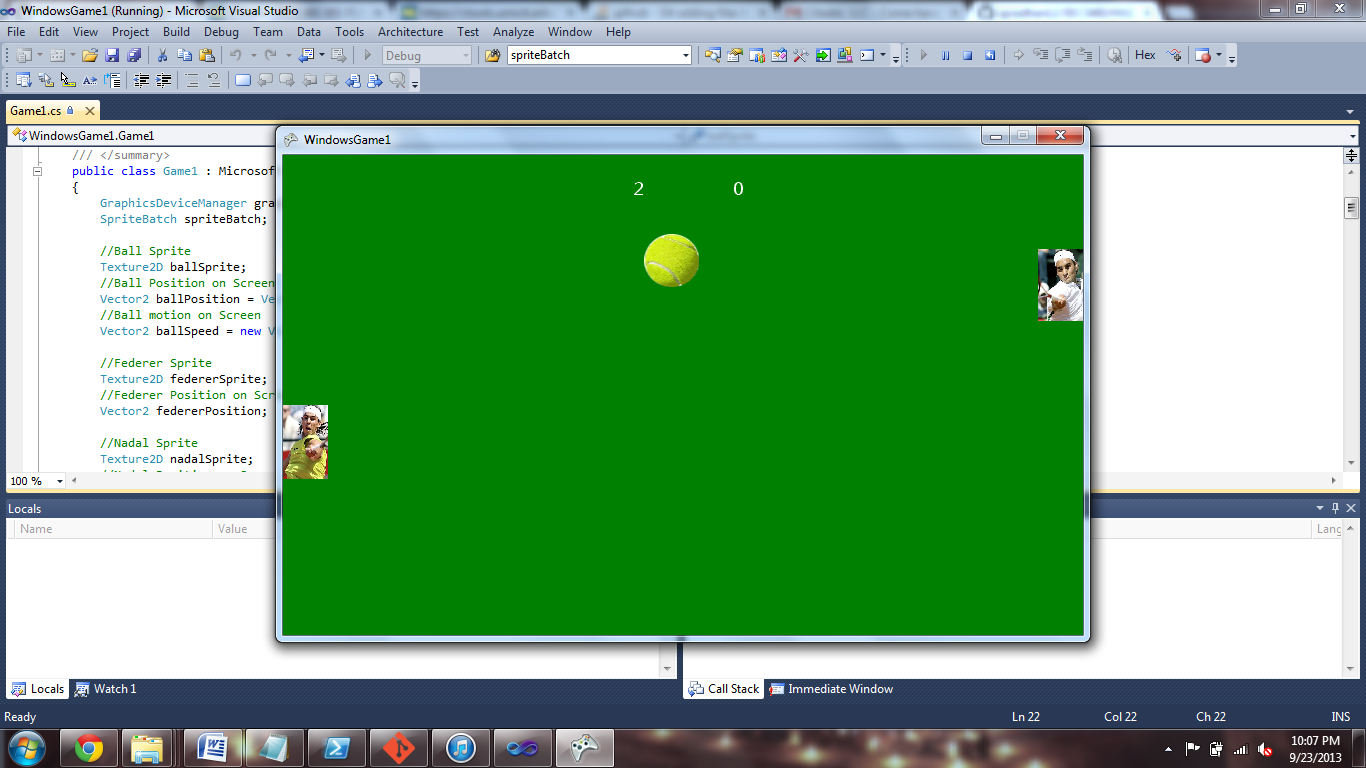 WindowsGame1 (Running) - Microsoft Visual Studio
File Edit View Project Build Debug Team Data Tools Architecture Test Analyze Window Help
Debug spriteBatch Hex
Game1.cs
WindowsGame1.Game1
WindowsGame1
/// </summary>
public class Game1 : Microsof
{
GraphicsDeviceManager gra
SpriteBatch spriteBatch;
//Ball Sprite
Texture2D ballSprite;
//Ball Position on Screen
Vector2 ballPosition = Ve
//Ball motion on Screen
Vector2 ballSpeed = new V
//Federer Sprite
Texture2D federerSprite;
//Federer Position on Scr
Vector2 federerPosition;
//Nadal Sprite
Texture2D nadalSprite;
2 0
100 %
Locals
Name Value Lang
Locals Watch 1 Call Stack Immediate Window
Ready Ln 22 Col 22 Ch 22 INS
10:07 PM
9/23/2013